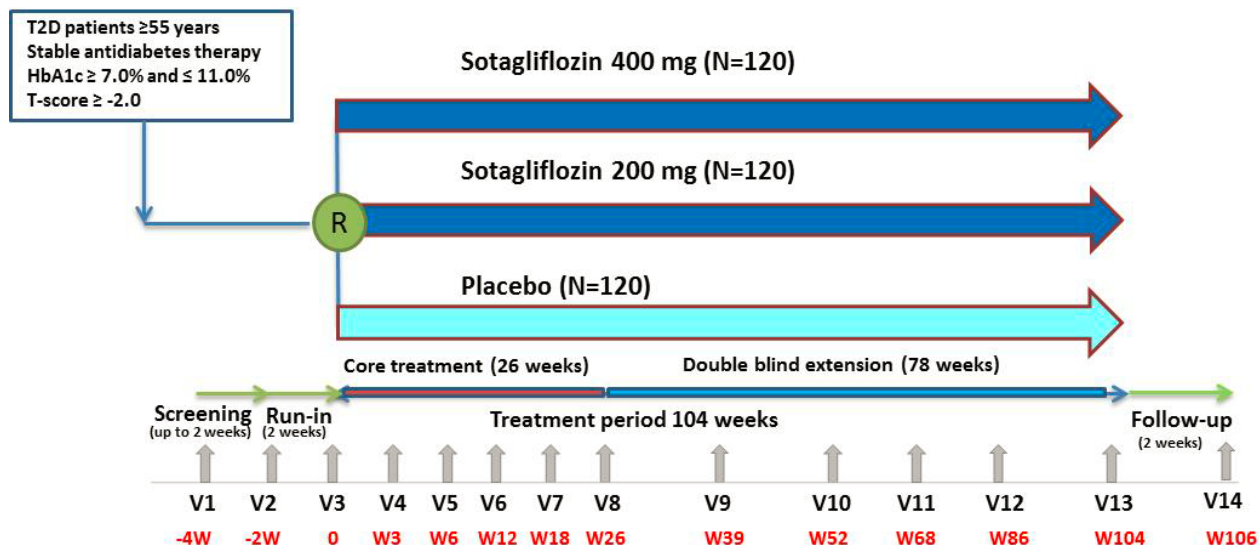 T2D patients ≥55 years
Stable antidiabetes therapy
HbA1c ≥ 7.0% and ≤ 11.0%
T-score ≥ -2.0
Sotagliflozin 400 mg (N=120)
Sotagliflozin 200 mg (N=120)
R
Placebo (N=120)
Core treatment (26 weeks)
Double blind extension (78 weeks)
Screening
(up to 2 weeks)
Run-in
(2 weeks)
Treatment period 104 weeks
Follow-up
(2 weeks)
V1 V2 V3 V4 V5 V6 V7 V8 V9 V10 V11 V12 V13 V14
-4W -2W 0 W3 W6 W12 W18 W26 W39 W52 W68 W86 W104 W106